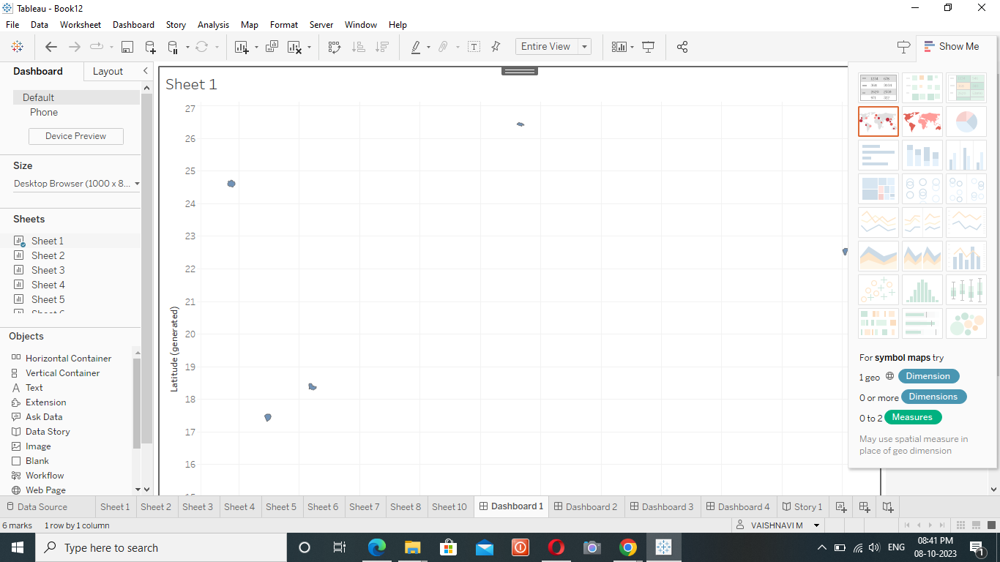 Tableau - Book12
File Data Worksheet Dashboard Story Analysis Map Format Server Window Help
Entire View
Show Me
Dashboard Layout
Default
Phone
Device Preview
Size
Desktop Browser (1000 x 8...
Sheets
Sheet 1
Sheet 2
Sheet 3
Sheet 4
Sheet 5
Objects
Horizontal Container
Vertical Container
Text
Extension
Ask Data
Data Story
Image
Blank
Workflow
Web Page
Sheet 1
27
26
25
24
23
22
21
20
19
18
17
16
Latitude (generated)
For symbol maps try
1 geo Dimension
0 or more Dimensions
0 to 2 Measures
May use spatial measure in
place of geo dimension
Data Source Sheet 1 Sheet 2 Sheet 3 Sheet 4 Sheet 5 Sheet 6 Sheet 7 Sheet 8 Sheet 10 Dashboard 1 Dashboard 2 Dashboard 3 Dashboard 4 Story 1
6 marks 1 row by 1 column VAISHNAVI M
Type here to search
ENG
08:41 PM
08-10-2023
1